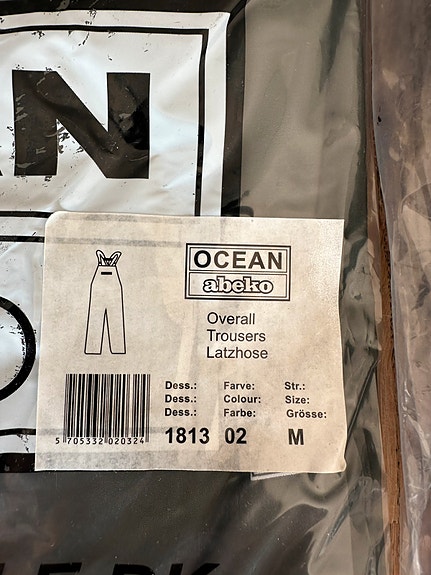 AN
OCEAN
abeko
Overall
Trousers
Latzhose
Dess.: Farve: Str.:
Dess.: Colour: Size:
Dess.: Farbe: Grösse:
1813 02 M
5 705332 020324